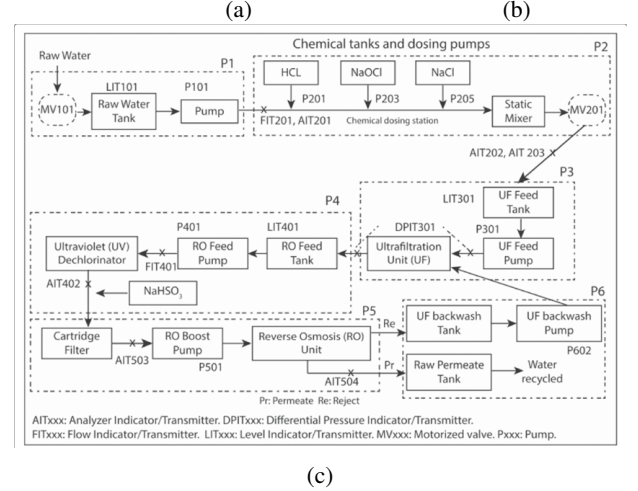 (a)
(b)
Chemical tanks and dosing pumps
P2
Raw Water
P1
LIT101
P101
HCL
NaOCl
NaCl
MV101
Raw Water
Tank
Pump
P201
P203
P205
FIT201, AIT201
Chemical dosing station
Static
Mixer
MV201
AIT202, AIT 203
P3
LIT301
UF Feed
Tank
P4
P401
LIT401
DPIT301
P301
Ultraviolet (UV)
Dechlorinator
FIT401
RO Feed
Pump
RO Feed
Tank
Ultrafiltration
Unit (UF)
UF Feed
Pump
AIT402
NaHSO3
P6
P5
Re
UF backwash
Tank
UF backwash
Pump
P602
Cartridge
Filter
AIT503
RO Boost
Pump
P501
Reverse Osmosis (RO)
Unit
AIT504
Pr
Raw Permeate
Tank
Water
recycled
Pr: Permeate Re: Reject
AITxxx: Analyzer Indicator/Transmitter. DPITxxx: Differential Pressure Indicator/Transmitter.
FITxxx: Flow Indicator/Transmitter. LITxxx: Level Indicator/Transmitter. MVxxx: Motorized valve. Pxxx: Pump.
(c)